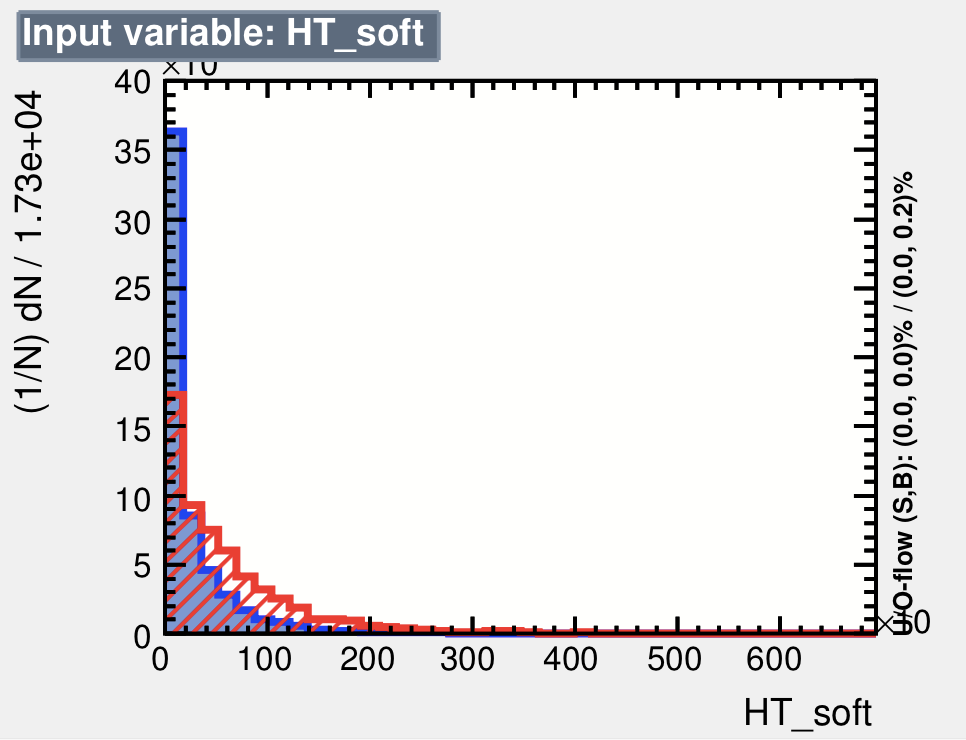 Input variable: HT_soft
×10
40
35
30
25
20
15
10
5
0
(1/N) dN / 1.73e+04
0 100 200 300 400 500 600
HT_soft
/O-flow (S,B): (0.0, 0.0)% / (0.0, 0.2)%